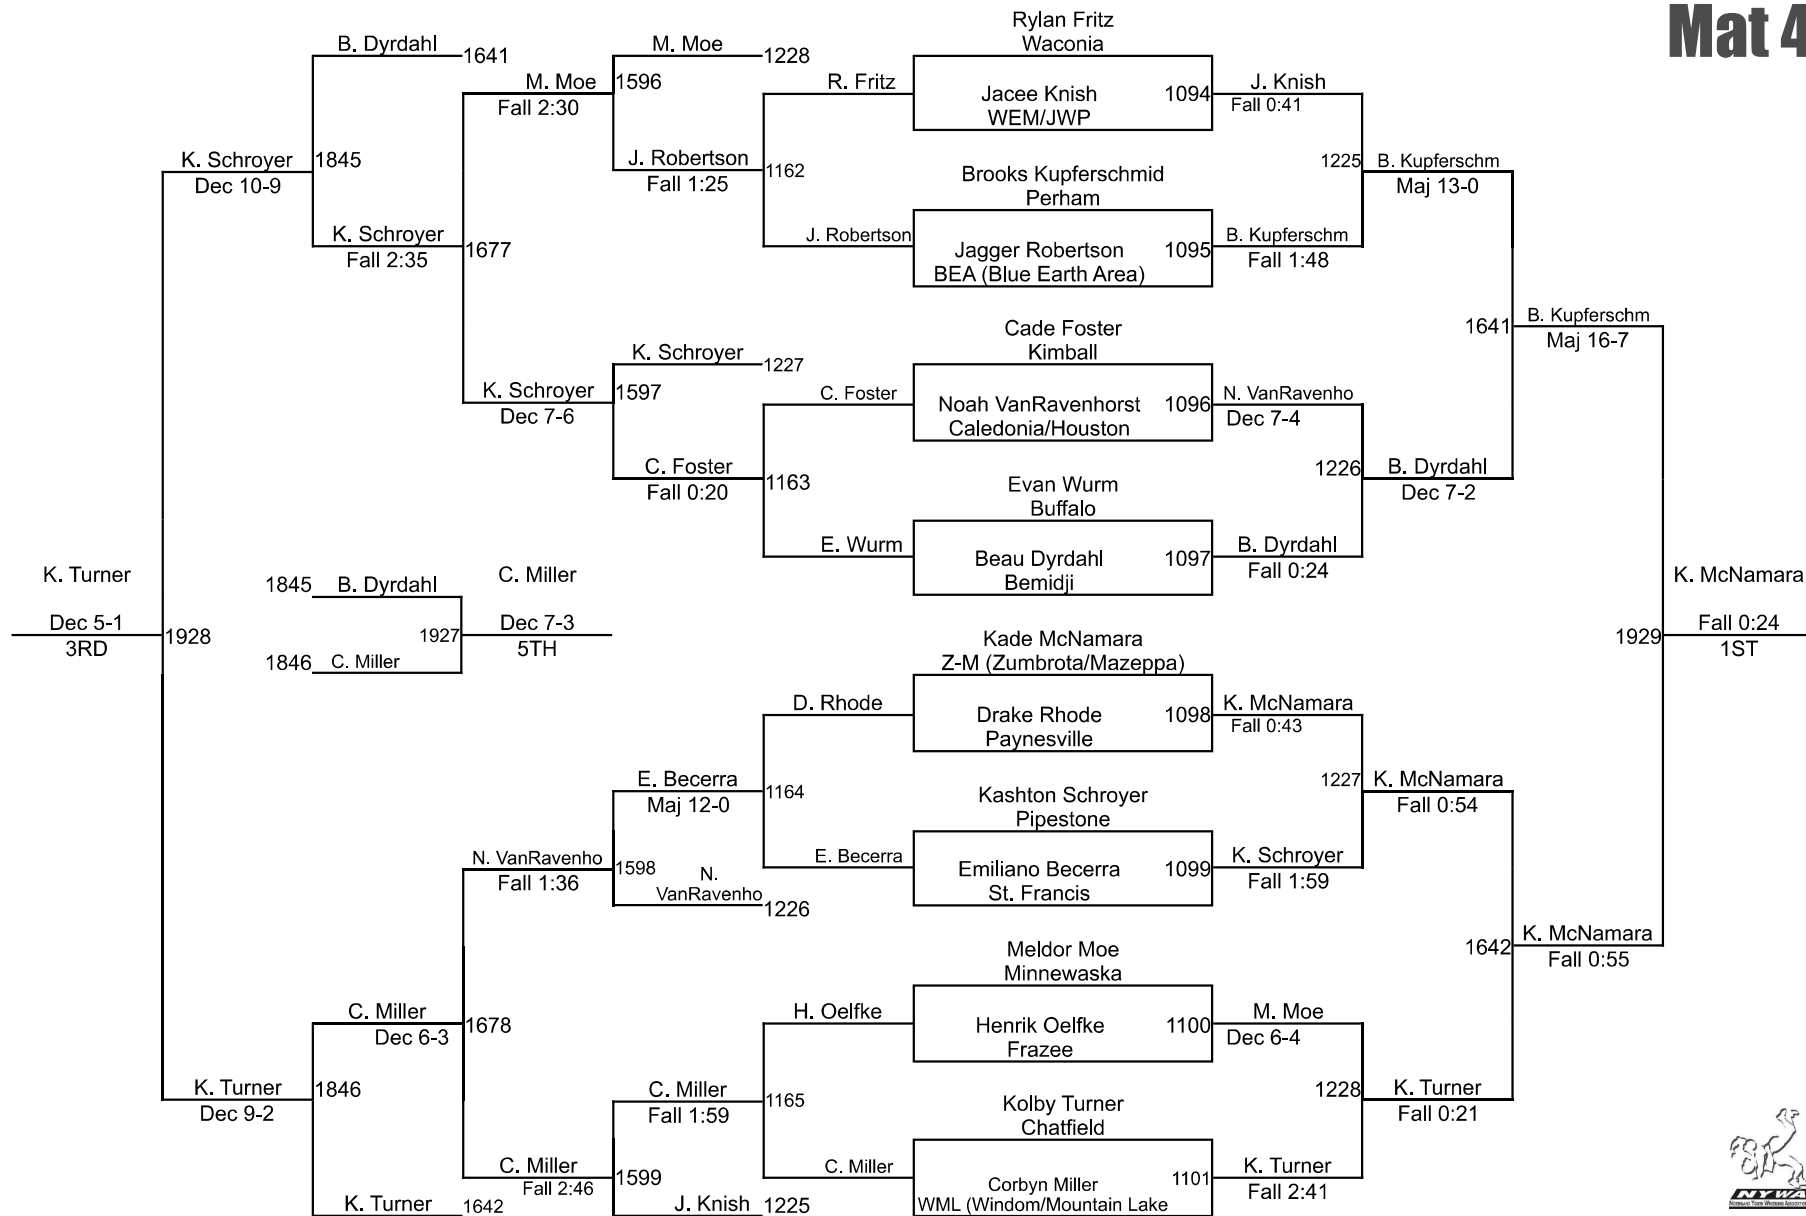 Mat 4
Rylan Fritz
Waconia
B. Dyrdahl
1641
M. Moe
1228
M. Moe
1596
Fall 2:30
R. Fritz
Jacee Knish
WEM/JWP
1094
J. Knish
Fall 0:41
K. Schroyer
1845
Dec 10-9
J. Robertson
Fall 1:25
1162
Brooks Kupferschmid
Perham
1225
B. Kupferschm
Maj 13-0
K. Schroyer
Fall 2:35
1677
J. Robertson
Jagger Robertson
BEA (Blue Earth Area)
1095
B. Kupferschm
Fall 1:48
Cade Foster
Kimball
1641
B. Kupferschm
Maj 16-7
K. Schroyer
1227
K. Schroyer
Dec 7-6
1597
C. Foster
Noah VanRavenhorst
Caledonia/Houston
1096
N. VanRavenho
Dec 7-4
C. Foster
Fall 0:20
1163
Evan Wurm
Buffalo
1226
B. Dyrdahl
Dec 7-2
E. Wurm
Beau Dyrdahl
Bemidji
1097
B. Dyrdahl
Fall 0:24
K. Turner
Dec 5-1
3RD
1928
1845
B. Dyrdahl
1846
C. Miller
1927
C. Miller
Dec 7-3
5TH
Kade McNamara
Z-M (Zumbrota/Mazeppa)
1929
K. McNamara
Fall 0:24
1ST
D. Rhode
Drake Rhode
Paynesville
1098
K. McNamara
Fall 0:43
E. Becerra
Maj 12-0
1164
Kashton Schroyer
Pipestone
1227
K. McNamara
Fall 0:54
N. VanRavenho
Fall 1:36
1598
N.
VanRavenho
1226
E. Becerra
Emiliano Becerra
St. Francis
1099
K. Schroyer
Fall 1:59
Meldor Moe
Minnewaska
1642
K. McNamara
Fall 0:55
C. Miller
Dec 6-3
1678
H. Oelfke
Henrik Oelfke
Frazee
1100
M. Moe
Dec 6-4
K. Turner
Dec 9-2
1846
C. Miller
Fall 1:59
1165
Kolby Turner
Chatfield
1228
K. Turner
Fall 0:21
C. Miller
Fall 2:46
1599
C. Miller
Corbyn Miller
WML (Windom/Mountain Lake
1101
K. Turner
Fall 2:41
K. Turner
1642
J. Knish
1225
NYWA